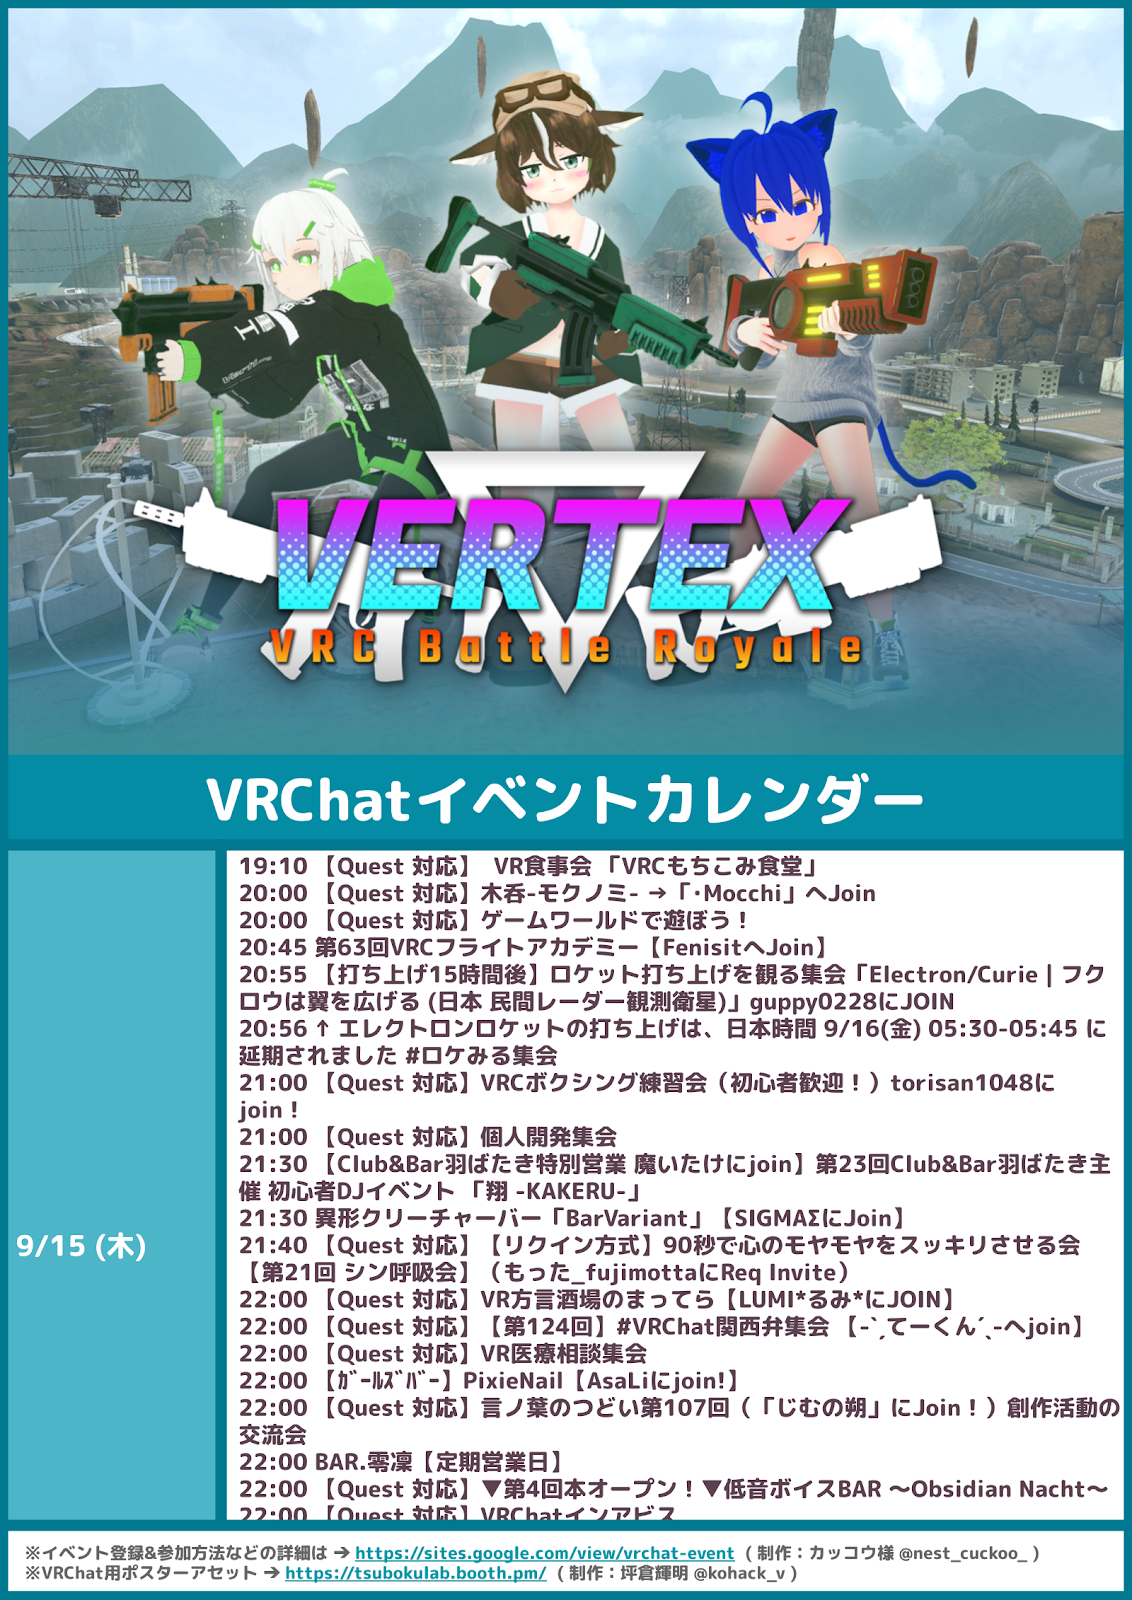 VERTEX
VRC Battle Royale
VRChatイベントカレンダー
9/15 (木)
19:10 【Quest 対応】 VR食事会 「VRCもちこみ食堂」
20:00 【Quest 対応】木呑-モクノミ- →「·Mocchi」へJoin
20:00 【Quest 対応】ゲームワールドで遊ぼう！
20:45 第63回VRCフライトアカデミー【FenisitへJoin】
20:55 【打ち上げ15時間後】ロケット打ち上げを観る集会「Electron/Curie | フク
ロウは翼を広げる (日本 民間レーダー観測衛星)」guppy0228にJOIN
20:56 ↑ エレクトロンロケットの打ち上げは、日本時間 9/16(金) 05:30-05:45 に
延期されました #ロケみる集会
21:00 【Quest 対応】VRCボクシング練習会（初心者歓迎！）torisan1048に
join！
21:00 【Quest 対応】個人開発集会
21:30 【Club&Bar羽ばたき特別営業 魔いたけにjoin】第23回Club&Bar羽ばたき主
催 初心者DJイベント 「翔 -KAKERU-」
21:30 異形クリーチャーバー「BarVariant」【SIGMAΣにJoin】
21:40 【Quest 対応】【リクイン方式】90秒で心のモヤモヤをスッキリさせる会
【第21回 シン呼吸会】（もった_fujimottaにReq Invite）
22:00 【Quest 対応】VR方言酒場のまってら【LUMI*るみ*にJOIN】
22:00 【Quest 対応】【第124回】#VRChat関西弁集会 【-ˋˏてーくんˊˎ-へjoin】
22:00 【Quest 対応】VR医療相談集会
22:00 【ｶﾞｰﾙｽﾞﾊﾞｰ】PixieNail【AsaLiにjoin!】
22:00 【Quest 対応】言ノ葉のつどい第107回（「じむの朔」にJoin！）創作活動の
交流会
22:00 BAR.零凜【定期営業日】
22:00 【Quest 対応】▼第4回本オープン！▼低音ボイスBAR 〜Obsidian Nacht〜
22:00 【Quest 対応】VRChatインアビス
※イベント登録&参加方法などの詳細は → https://sites.google.com/view/vrchat-event （ 制作：カッコウ様 @nest_cuckoo_ ）
※VRChat用ポスターアセット → https://tsubokulab.booth.pm/ （ 制作：坪倉輝明 @kohack_v ）